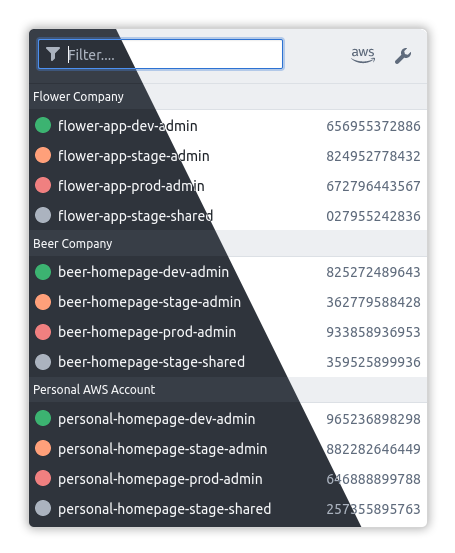 Filter....
aws
Flower Company
flower-app-dev-admin 656955372886
flower-app-stage-admin 824952778432
flower-app-prod-admin 672796443567
flower-app-stage-shared 027955242836
Beer Company
beer-homepage-dev-admin 825272489643
beer-homepage-stage-admin 362779588428
beer-homepage-prod-admin 933858936953
beer-homepage-stage-shared 359525899936
Personal AWS Account
personal-homepage-dev-admin 965236898298
personal-homepage-stage-admin 882282646449
personal-homepage-prod-admin 646888899788
personal-homepage-stage-shared 257355895763